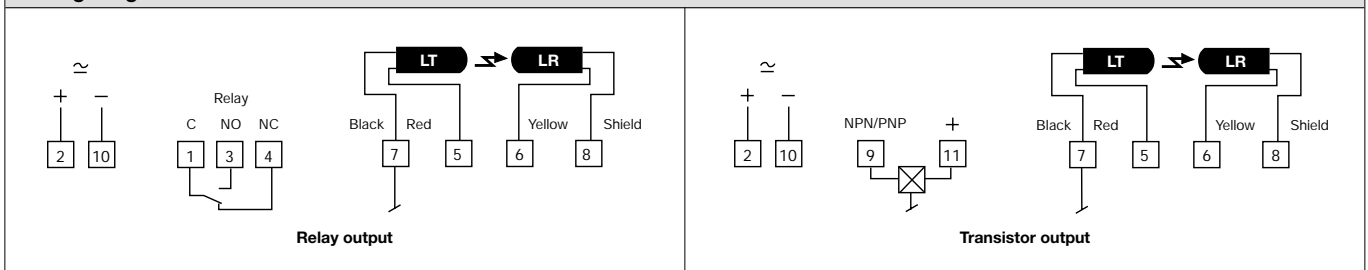 LT LR
≃
+ − Relay
C NO NC Black Red Yellow Shield
2 10 1 3 4 7 5 6 8
Relay output
LT LR
≃
+ − NPN/PNP + Black Red Yellow Shield
2 10 9 11 7 5 6 8
Transistor output